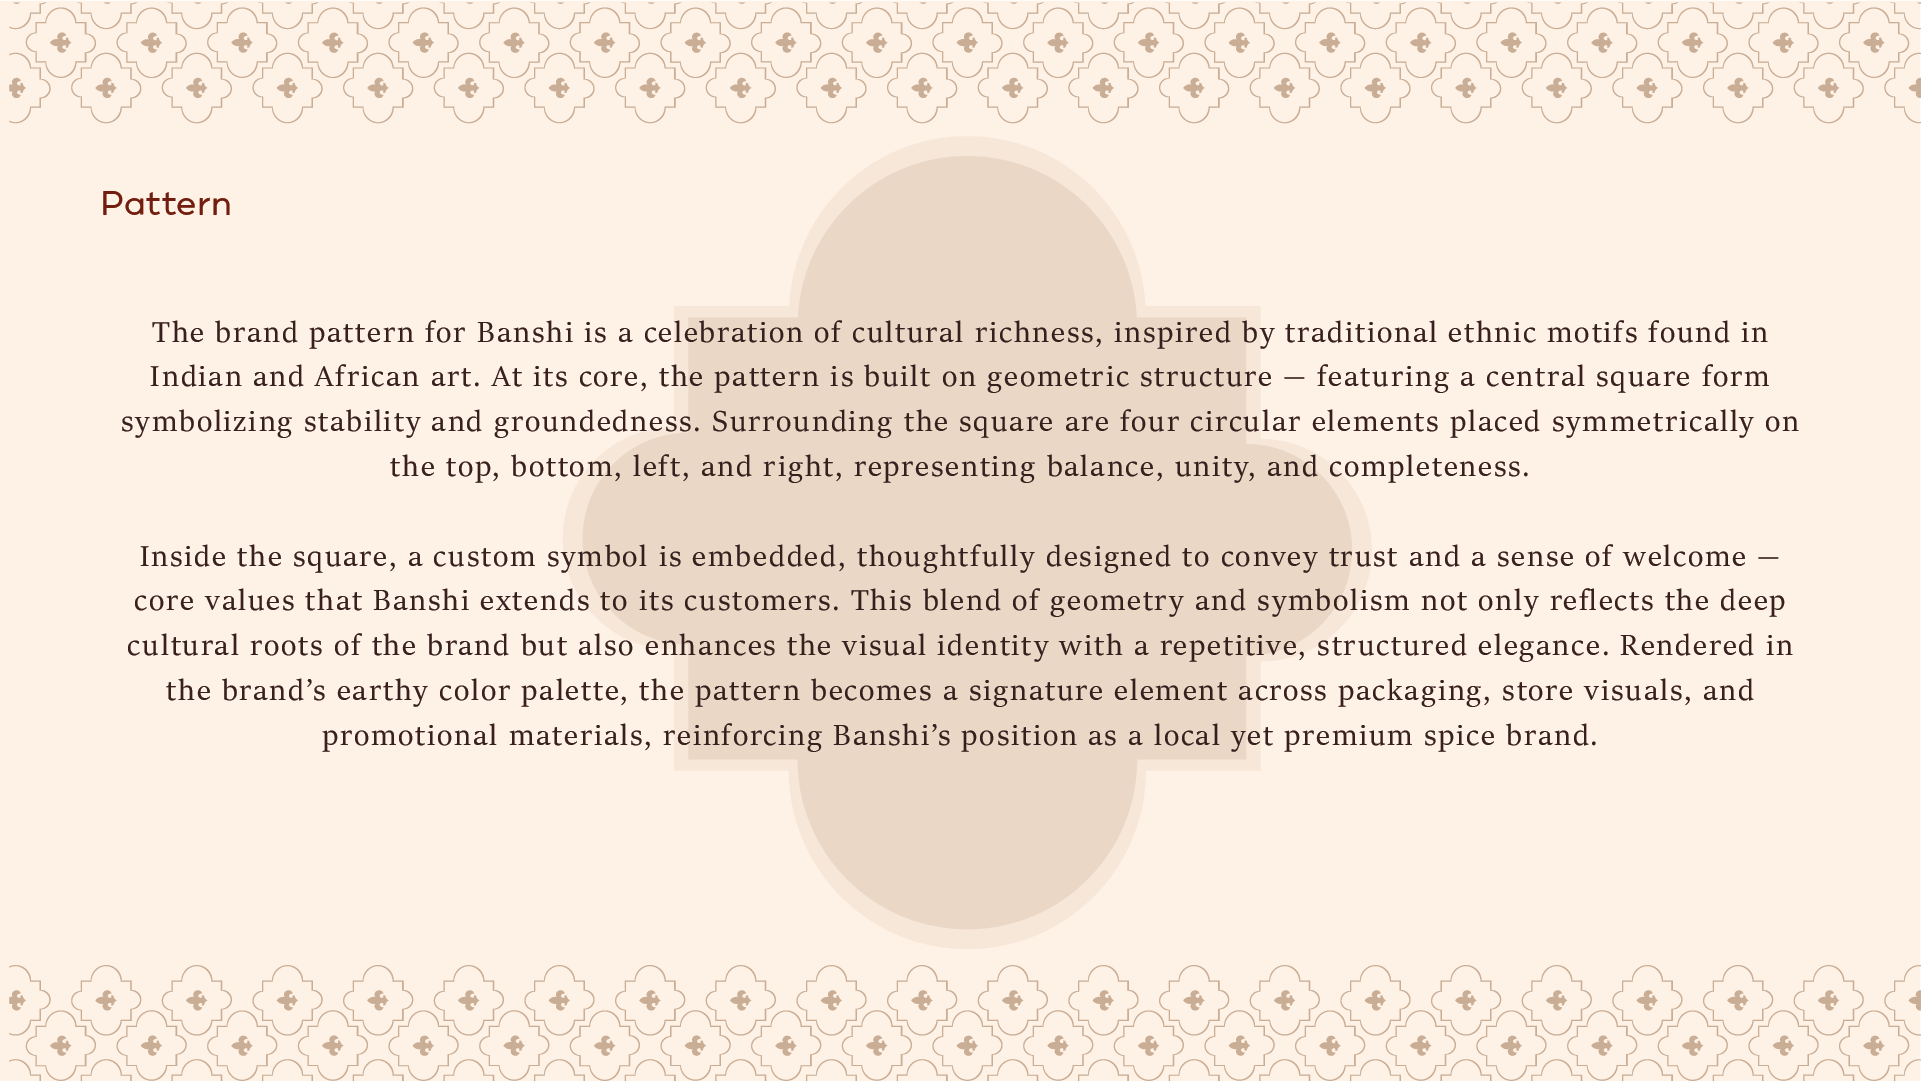 Pattern
The brand pattern for Banshi is a celebration of cultural richness, inspired by traditional ethnic motifs found in
Indian and African art. At its core, the pattern is built on geometric structure — featuring a central square form
symbolizing stability and groundedness. Surrounding the square are four circular elements placed symmetrically on
the top, bottom, left, and right, representing balance, unity, and completeness.
Inside the square, a custom symbol is embedded, thoughtfully designed to convey trust and a sense of welcome —
core values that Banshi extends to its customers. This blend of geometry and symbolism not only reflects the deep
cultural roots of the brand but also enhances the visual identity with a repetitive, structured elegance. Rendered in
the brand’s earthy color palette, the pattern becomes a signature element across packaging, store visuals, and
promotional materials, reinforcing Banshi’s position as a local yet premium spice brand.